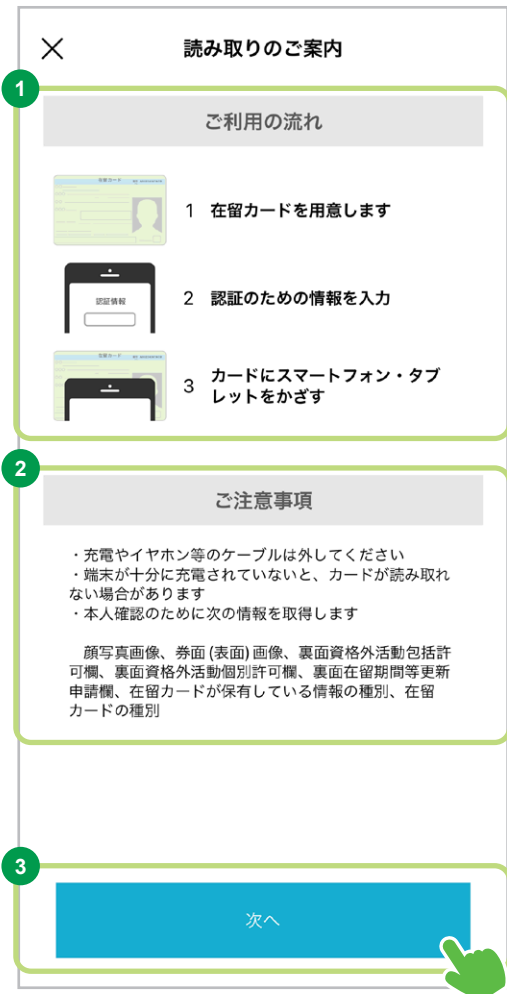 読み取りのご案内
1
ご利用の流れ
在留カード
1 在留カードを用意します
認証情報
2 認証のための情報を入力
在留カード
3 カードにスマートフォン・タブ
レットをかざす
2
ご注意事項
・充電やイヤホン等のケーブルは外してください
・端末が十分に充電されていないと、カードが読み取れ
ない場合があります
・本人確認のために次の情報を取得します
顔写真画像、券面 (表面) 画像、裏面資格外活動包括許
可欄、裏面資格外活動個別許可欄、裏面在留期間等更新
申請欄、在留カードが保有している情報の種別、在留
カードの種別
3
次へ